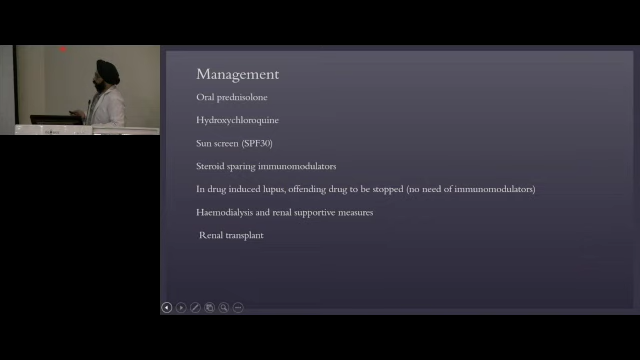 Management
Oral prednisolone
Hydroxychloroquine
Sun screen (SPF30)
Steroid sparing immunomodulators
In drug induced lupus, offending drug to be stopped (no need of immunomodulators)
Haemodialysis and renal supportive measures
Renal transplant